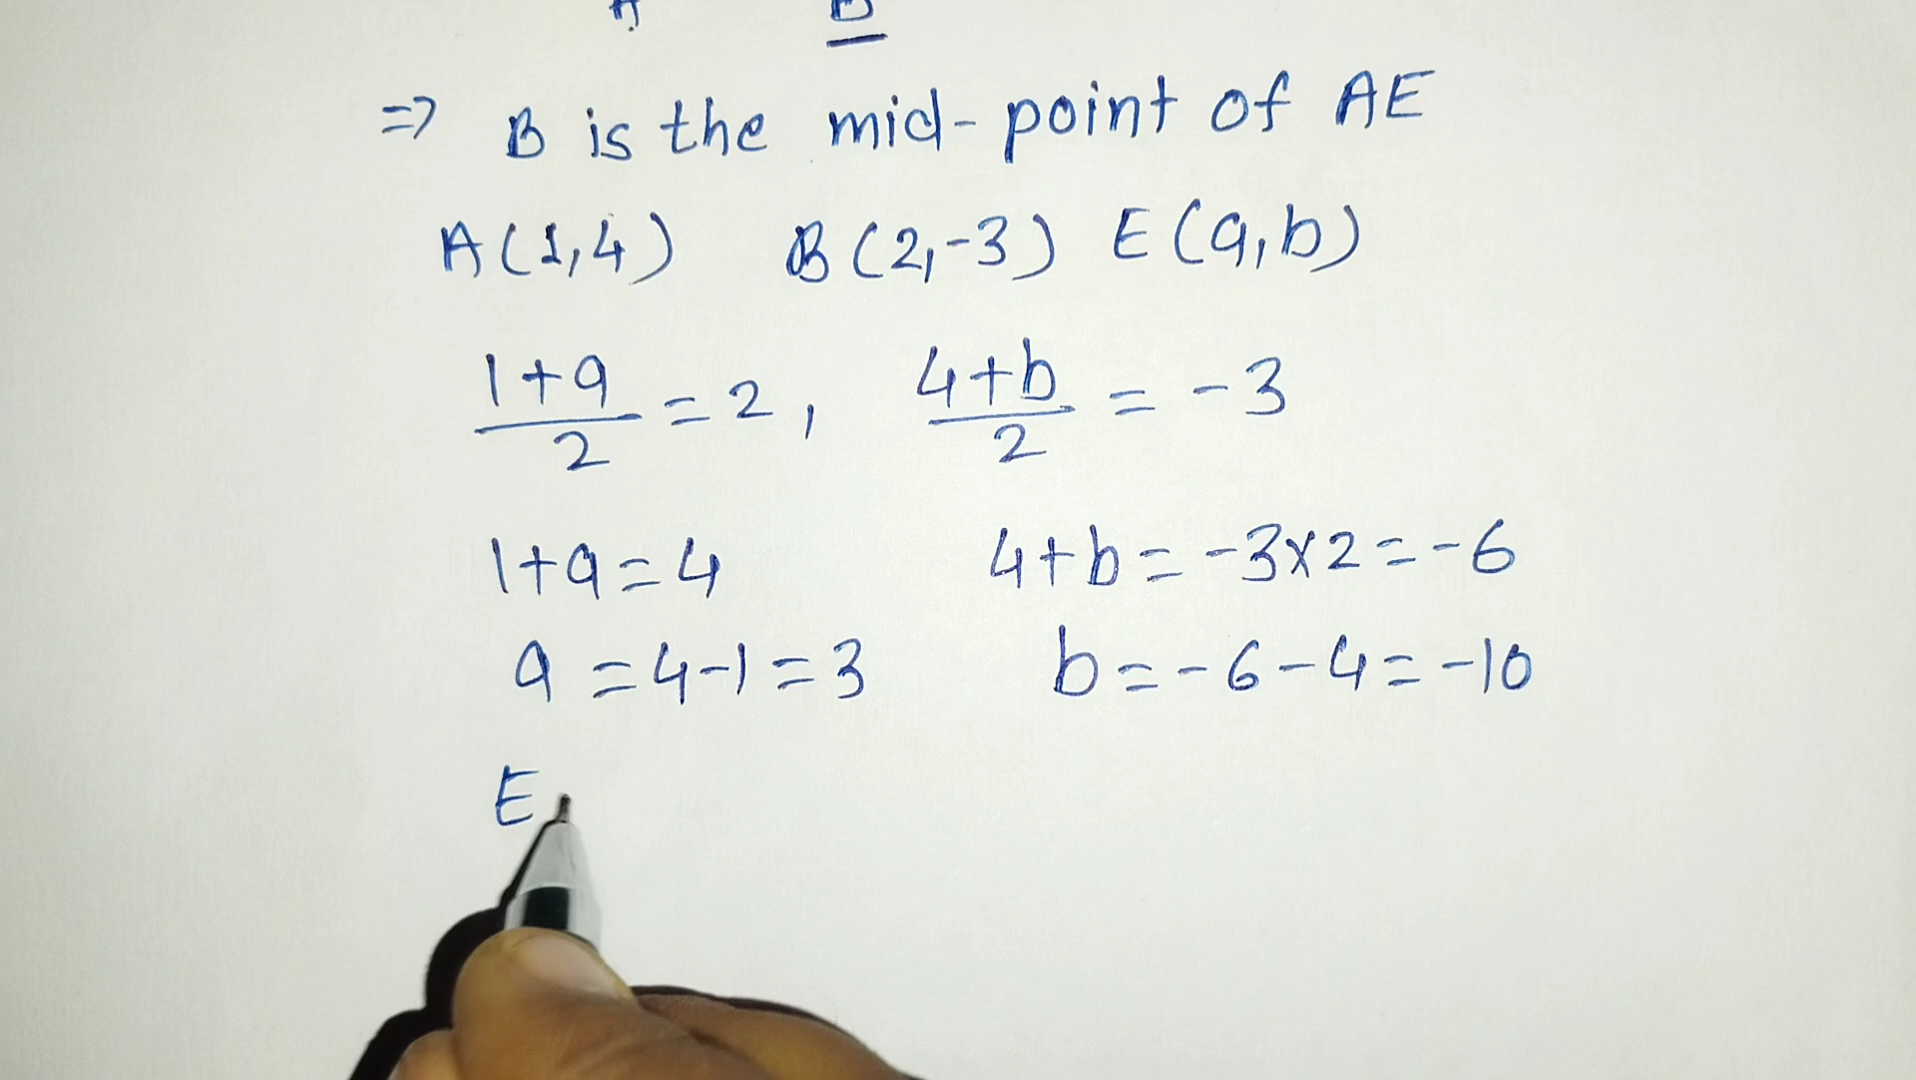 A B
=> B is the mid-point of AE
A(1,4) B(2,-3) E(a,b)
1+a/2 = 2, 4+b/2 = -3
1+a=4 4+b=-3x2=-6
a=4-1=3 b=-6-4=-10
E